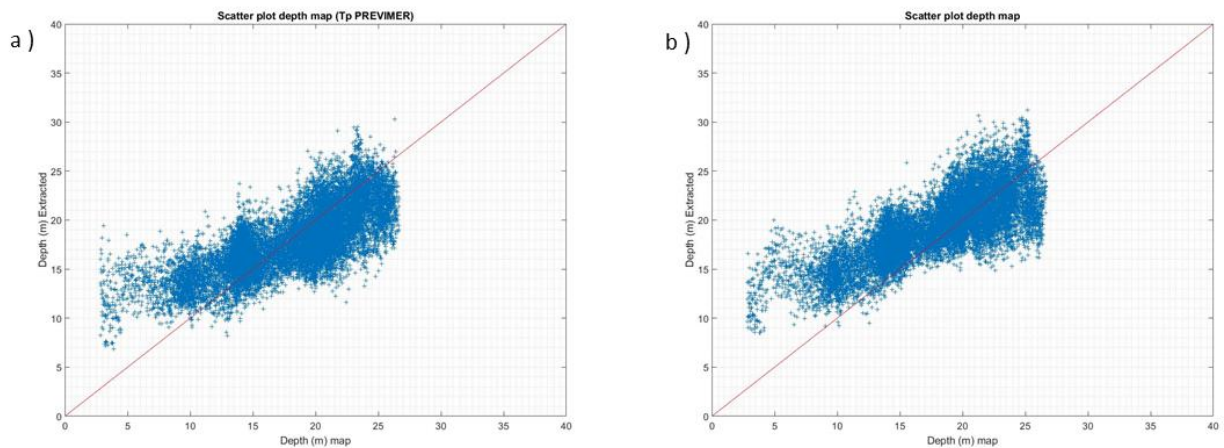 a )
Scatter plot depth map (Tp PREVIMER)
Depth (m) Extracted
40
35
30
25
20
15
10
5
0
0 5 10 15 20 25 30 35 40
Depth (m) map
b )
Scatter plot depth map
Depth (m) Extracted
40
35
30
25
20
15
10
5
0
0 5 10 15 20 25 30 35 40
Depth (m) map